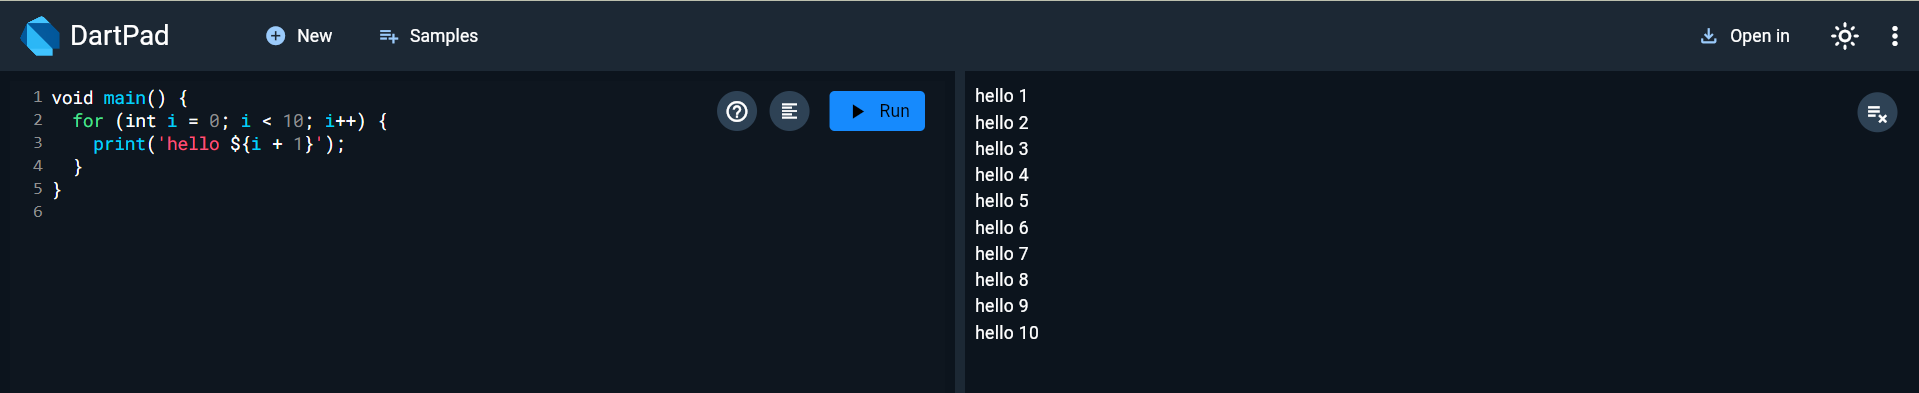 DartPad New Samples Open in
1 void main() {
2   for (int i = 0; i < 10; i++) {
3     print('hello ${i + 1}');
4   }
5 }
6
Run
hello 1
hello 2
hello 3
hello 4
hello 5
hello 6
hello 7
hello 8
hello 9
hello 10